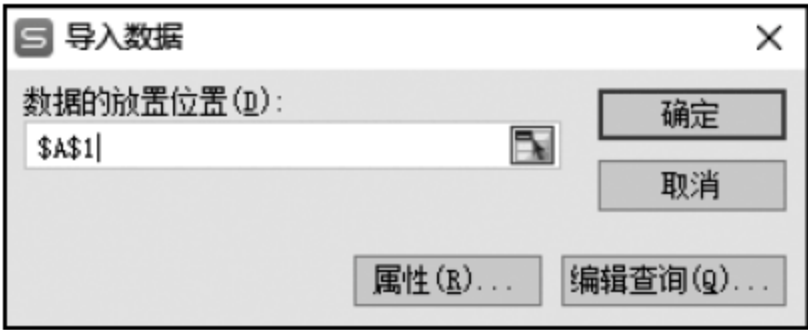 导入数据
数据的放置位置(D):
$A$1
确定
取消
属性(R)...
编辑查询(Q)...